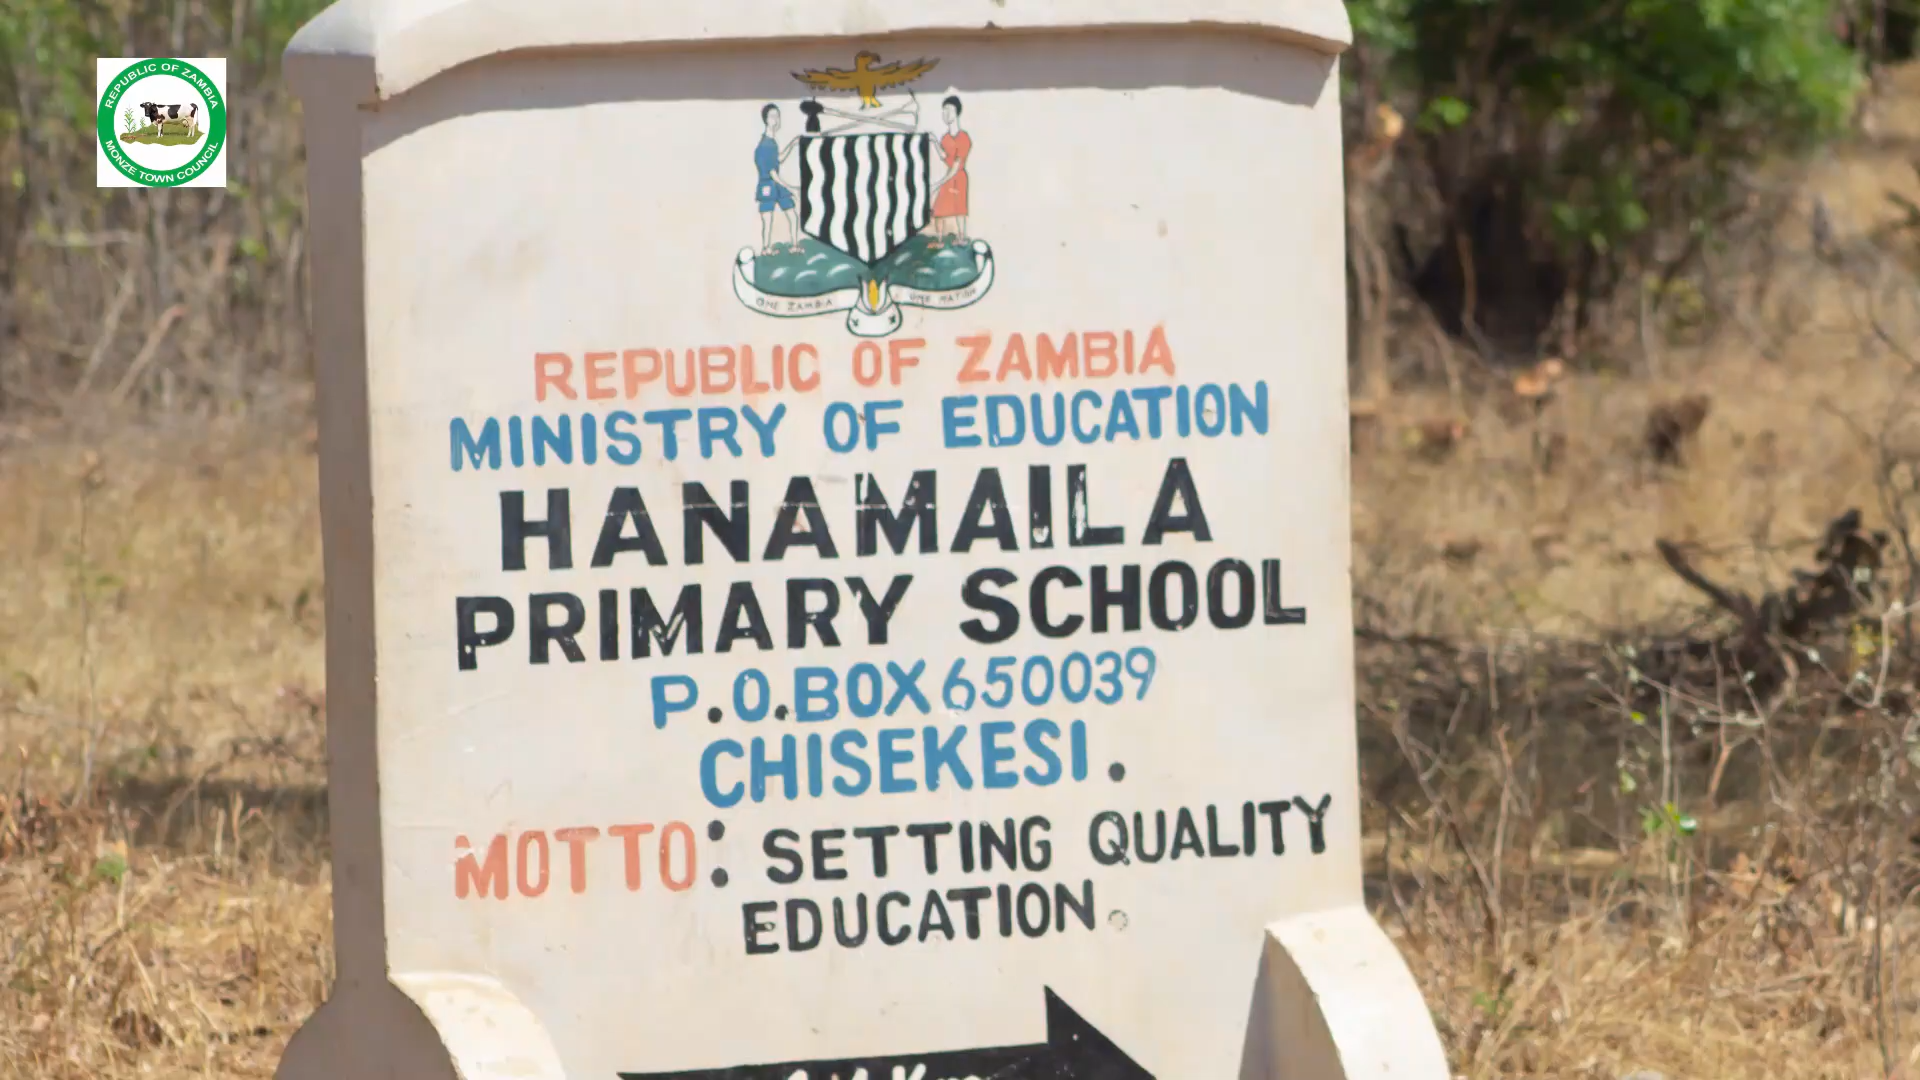 REPUBLIC OF ZAMBIA
MONZE TOWN COUNCIL
ONE ZAMBIA ONE NATION
REPUBLIC OF ZAMBIA
MINISTRY OF EDUCATION
HANAMAILA
PRIMARY SCHOOL
P.O.BOX 650039
CHISEKESI.
MOTTO: SETTING QUALITY
EDUCATION.